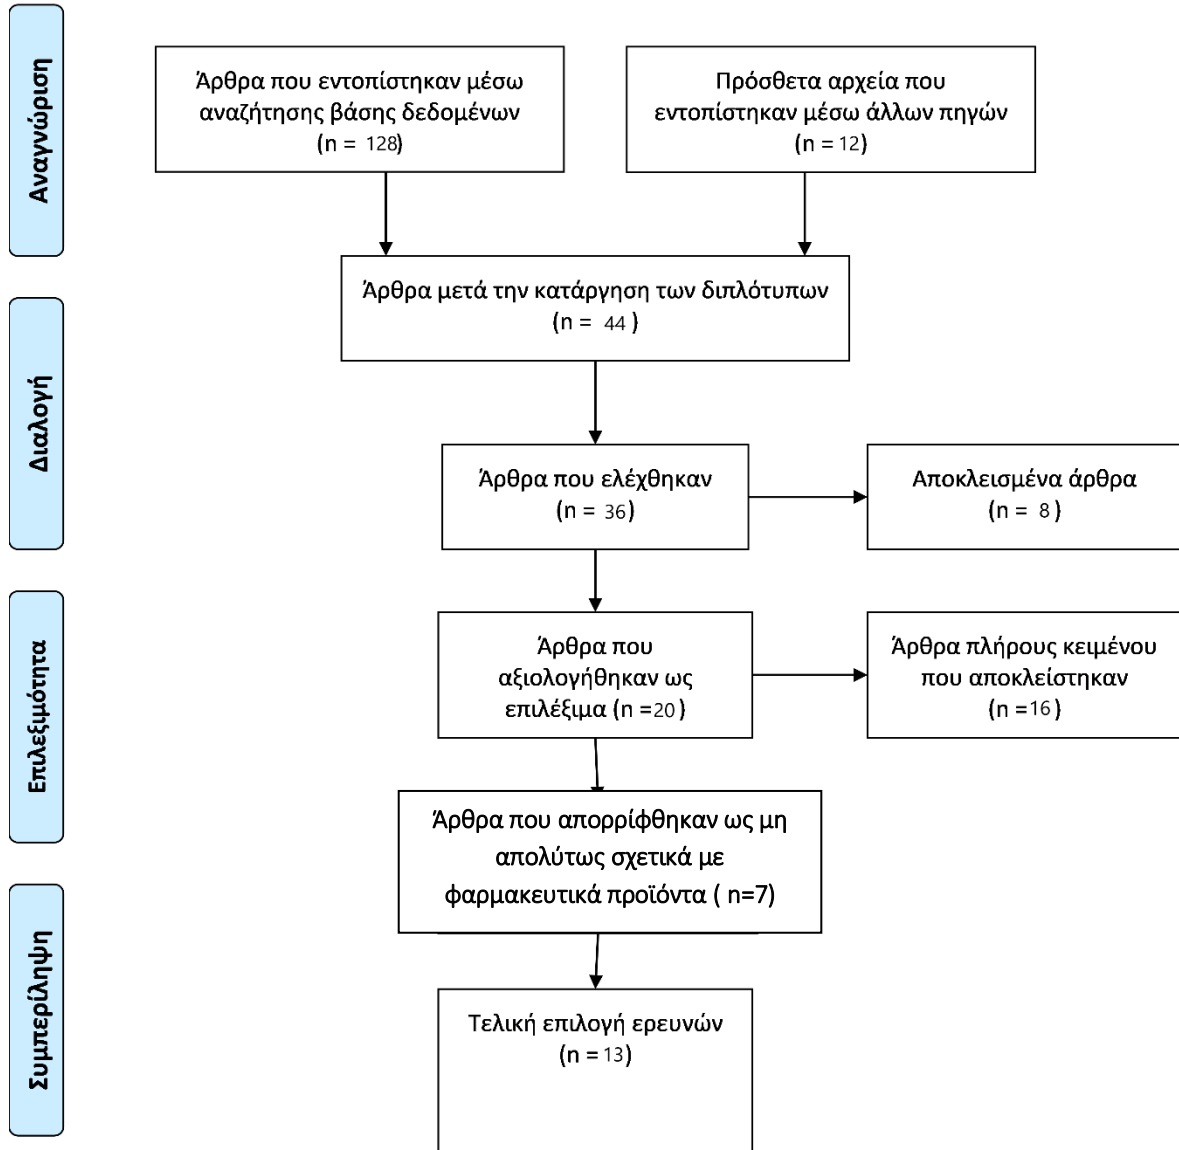 Αναγνώριση
Άρθρα που εντοπίστηκαν μέσω
αναζήτησης βάσης δεδομένων
(n = 128)
Πρόσθετα αρχεία που
εντοπίστηκαν μέσω άλλων πηγών
(n = 12)
Άρθρα μετά την κατάργηση των διπλότυπων
(n = 44 )
Διαλογή
Άρθρα που ελέχθηκαν
(n = 36)
Αποκλεισμένα άρθρα
(n = 8 )
Επιλεξιμότητα
Άρθρα που
αξιολογήθηκαν ως
επιλέξιμα (n =20 )
Άρθρα πλήρους κειμένου
που αποκλείστηκαν
(n =16 )
Άρθρα που απορρίφθηκαν ως μη
απολύτως σχετικά με
φαρμακευτικά προϊόντα ( n=7)
Συμπερίληψη
Τελική επιλογή ερευνών
(n = 13)